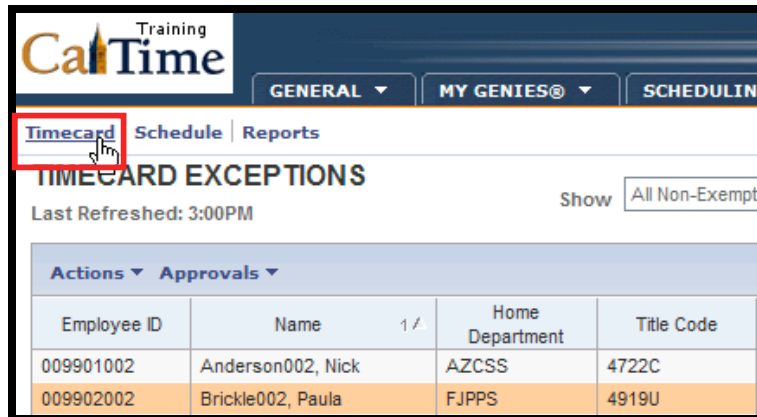 Training
CalTime
GENERAL MY GENIES® SCHEDULIN
Timecard Schedule Reports
TIMECARD EXCEPTIONS
Last Refreshed: 3:00PM
Show All Non-Exempt
Actions Approvals
Employee ID Name 1 Home Department Title Code
009901002 Anderson002, Nick AZCSS 4722C
009902002 Brickle002, Paula FJPPS 4919U